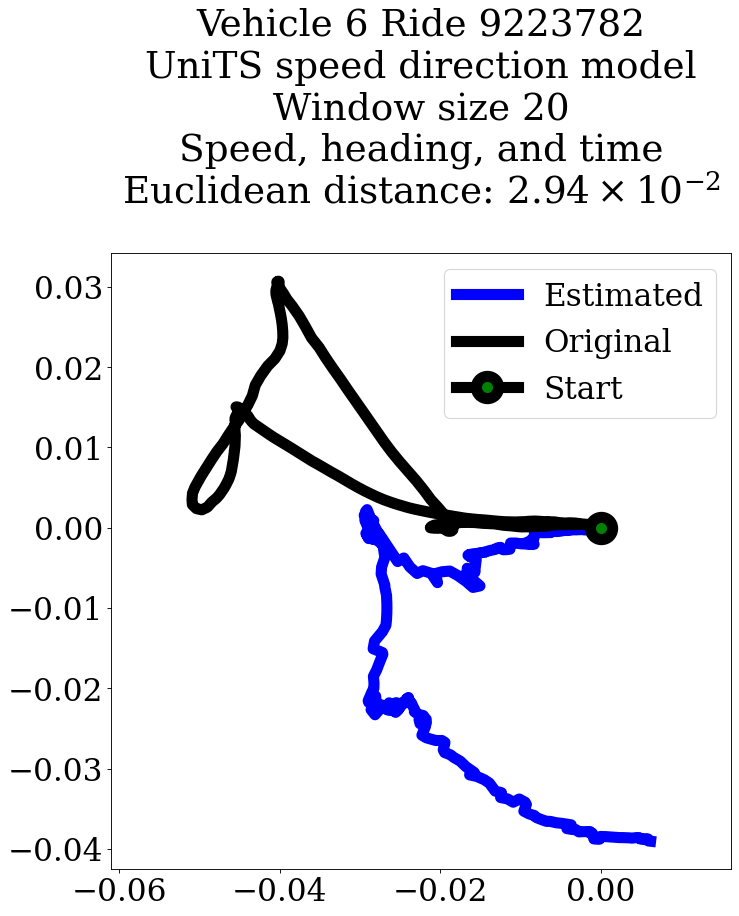 Vehicle 6 Ride 9223782
UniTS speed direction model
Window size 20
Speed, heading, and time
Euclidean distance: 2.94 × 10⁻²
Estimated
Original
Start
0.03
0.02
0.01
0.00
−0.01
−0.02
−0.03
−0.04
−0.06 −0.04 −0.02 0.00